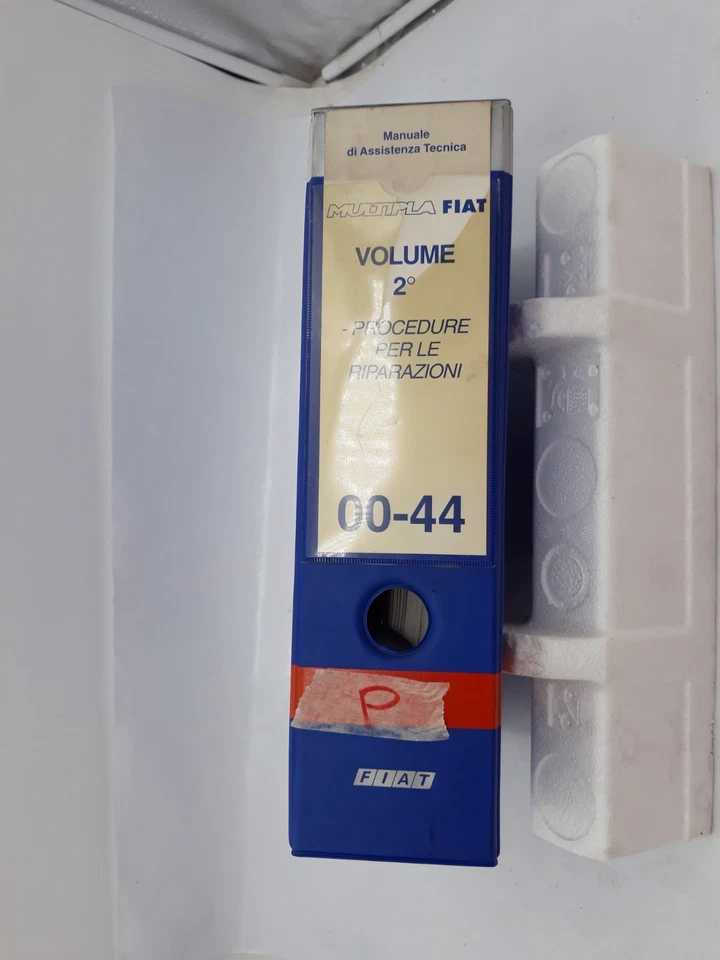 Manuale
di Assistenza Tecnica
MULTIPLA FIAT
VOLUME
2°
- PROCEDURE
PER LE
RIPARAZIONI
00-44
P
FIAT